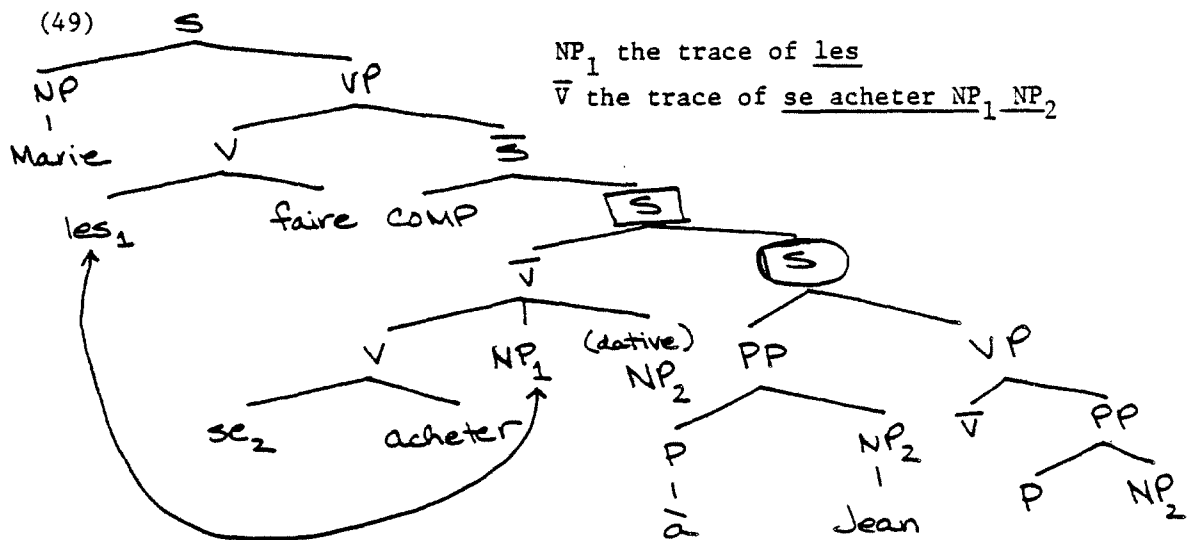 (49) S
NP₁ the trace of les
NP VP
V̄ the trace of se acheter NP₁ NP₂
Marie V S̄
les₁ faire COMP S
V̄ S
V NP₁ (dative) NP₂ PP VP
se₂ acheter P NP₂ V̄ PP
à Jean P NP₂